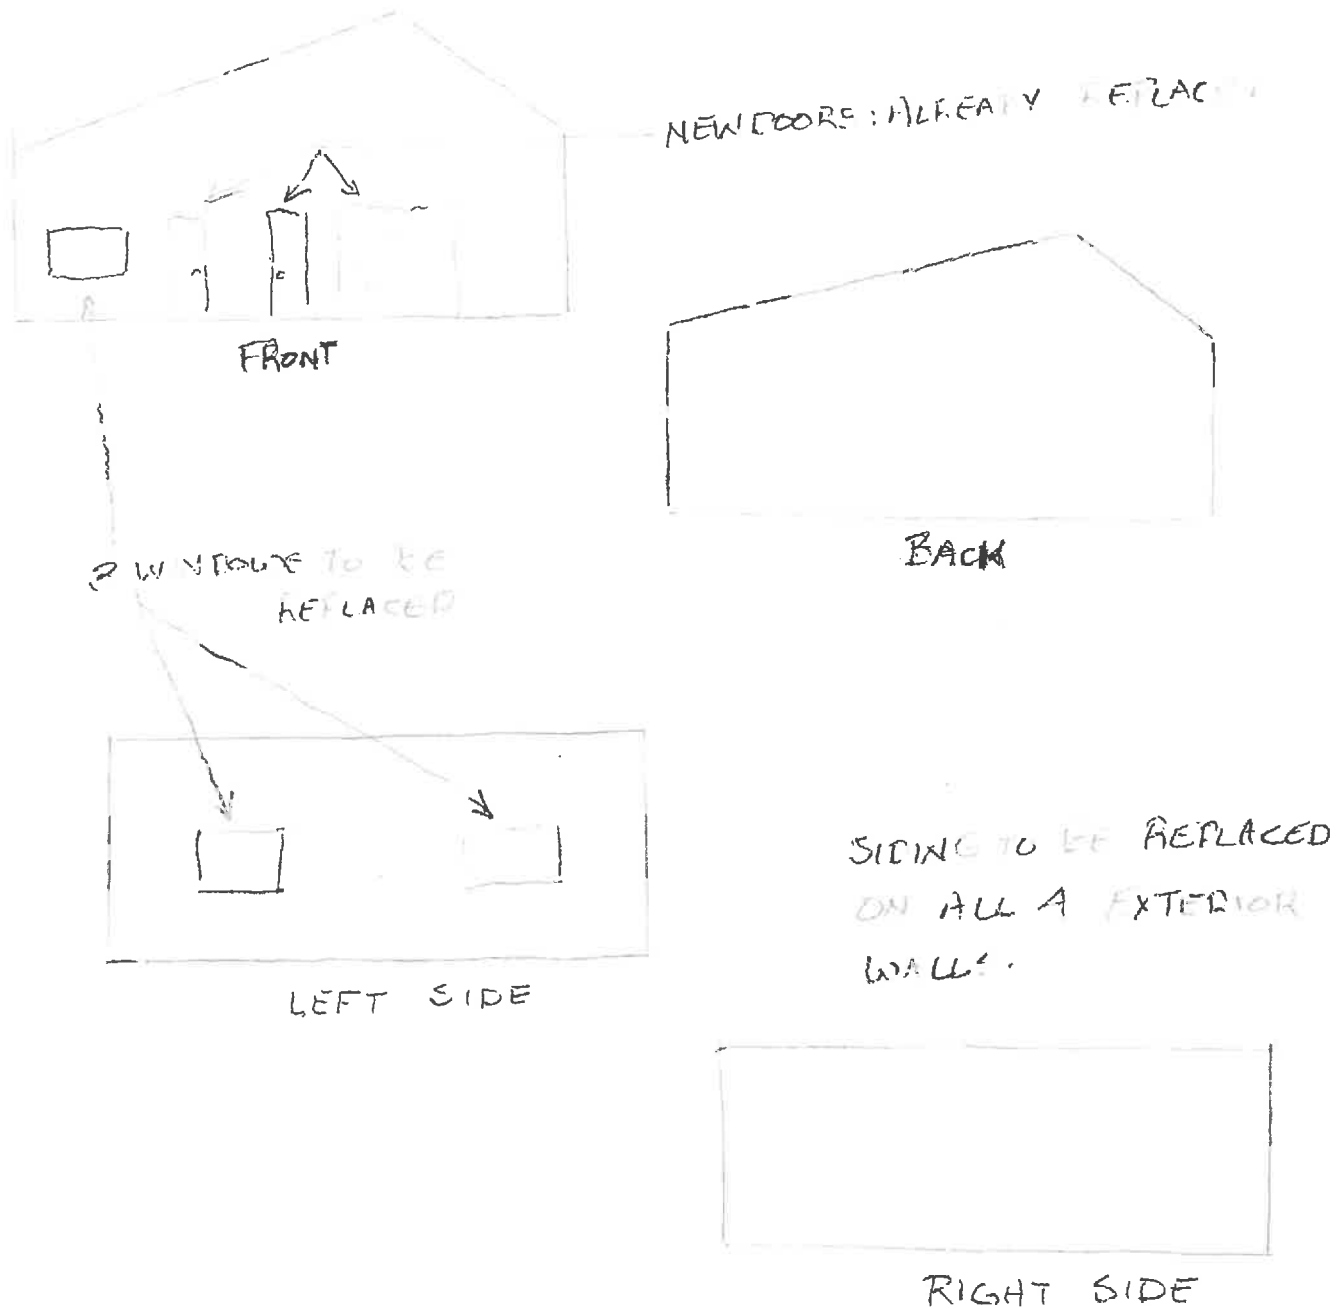 NEW DOORS: ALREADY REPLAC
FRONT
BACK
WINDOWS TO BE
REPLACED
LEFT SIDE
SIDING TO BE REPLACED
ON ALL 4 EXTERIOR
WALLS.
RIGHT SIDE